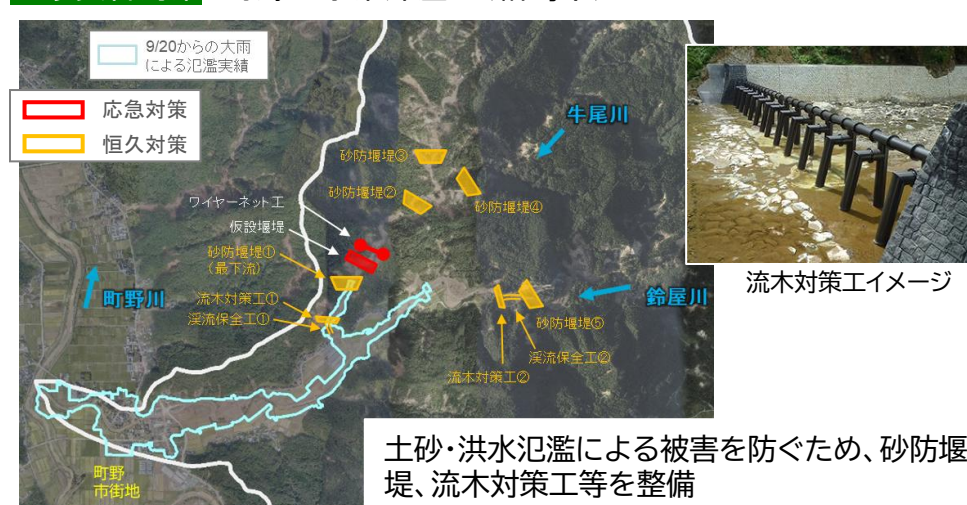 9/20からの大雨
による氾濫実績
応急対策
恒久対策
牛尾川
砂防堰堤③
砂防堰堤②
砂防堰堤④
ワイヤーネット工
仮設堰堤
砂防堰堤①
(最下流)
町野川
流木対策工①
渓流保全工①
鈴屋川
砂防堰堤⑤
渓流保全工②
流木対策工②
流木対策工イメージ
町野
市街地
土砂・洪水氾濫による被害を防ぐため、砂防堰
堤、流木対策工等を整備